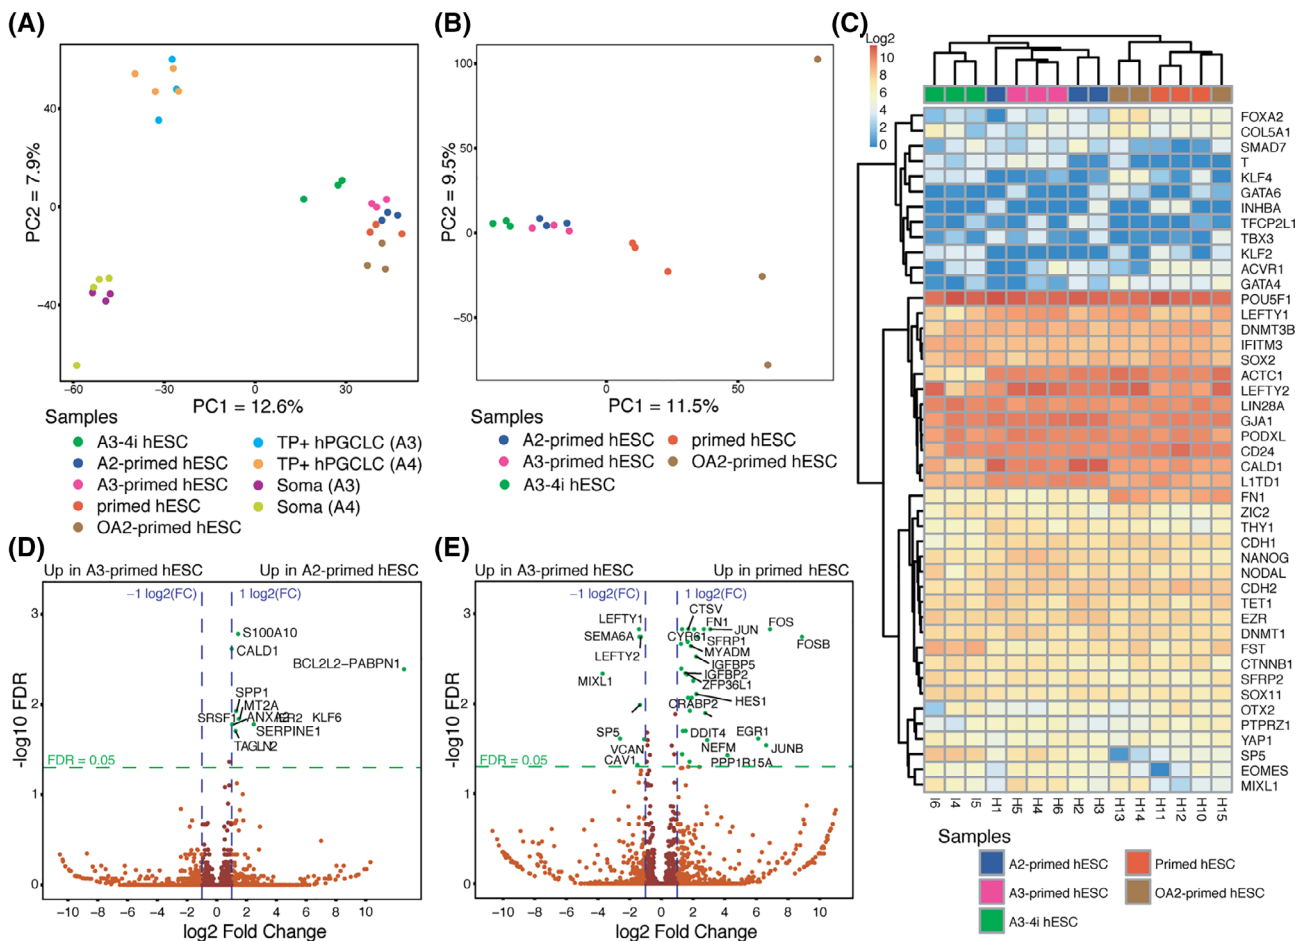 (A)
PC2 = 7.9%
40
0
−40
−60
−30
0
30
PC1 = 12.6%
Samples
A3-4i hESC
A2-primed hESC
A3-primed hESC
primed hESC
OA2-primed hESC
TP+ hPGCLC (A3)
TP+ hPGCLC (A4)
Soma (A3)
Soma (A4)
(B)
PC2 = 9.5%
100
50
0
−50
0
50
PC1 = 11.5%
Samples
A2-primed hESC
A3-primed hESC
A3-4i hESC
primed hESC
OA2-primed hESC
(C)
Log2
10
8
6
4
2
0
FOXA2
COL5A1
SMAD7
T
KLF4
GATA6
INHBA
TFCP2L1
TBX3
KLF2
ACVR1
GATA4
POU5F1
LEFTY1
DNMT3B
IFITM3
SOX2
ACTC1
LEFTY2
LIN28A
GJA1
PODXL
CD24
CALD1
L1TD1
FN1
ZIC2
THY1
CDH1
NANOG
NODAL
CDH2
TET1
EZR
DNMT1
FST
CTNNB1
SFRP2
SOX11
OTX2
PTPRZ1
YAP1
SP5
EOMES
MIXL1
I6 I4 I5 H1 H5 H4 H6 H2 H3 H13 H14 H11 H12 H10 H15
Samples
A2-primed hESC
A3-primed hESC
A3-4i hESC
Primed hESC
OA2-primed hESC
(D)
Up in A3-primed hESC
Up in A2-primed hESC
−1 log2(FC)
1 log2(FC)
-log10 FDR
3
2
1
0
S100A10
CALD1
BCL2L2−PABPN1
SPP1
MT2A
SRSF1
ANXA2
KLF6
SERPINE1
TAGLN2
FDR = 0.05
−10 −8 −6 −4 −2 0 2 4 6 8 10
log2 Fold Change
(E)
Up in A3-primed hESC
Up in primed hESC
−1 log2(FC)
1 log2(FC)
-log10 FDR
3
2
1
0
CTSV
LEFTY1
FN1
FOS
JUN
SEMA6A
CYR61
SFRP1
FOSB
LEFTY2
MYADM
IGFBP5
MIXL1
IGFBP2
ZFP36L1
HES1
CRABP2
SP5
DDIT4
EGR1
VCAN
NEFM
JUNB
CAV1
PPP1R15A
FDR = 0.05
−10 −8 −6 −4 −2 0 2 4 6 8 10
log2 Fold Change